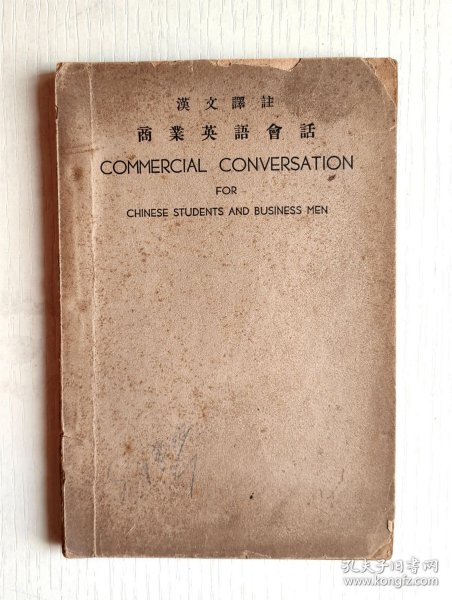 漢文譯註
商業英語會話
COMMERCIAL CONVERSATION
FOR
CHINESE STUDENTS AND BUSINESS MEN
孔夫子旧书网
www.kongfz.com